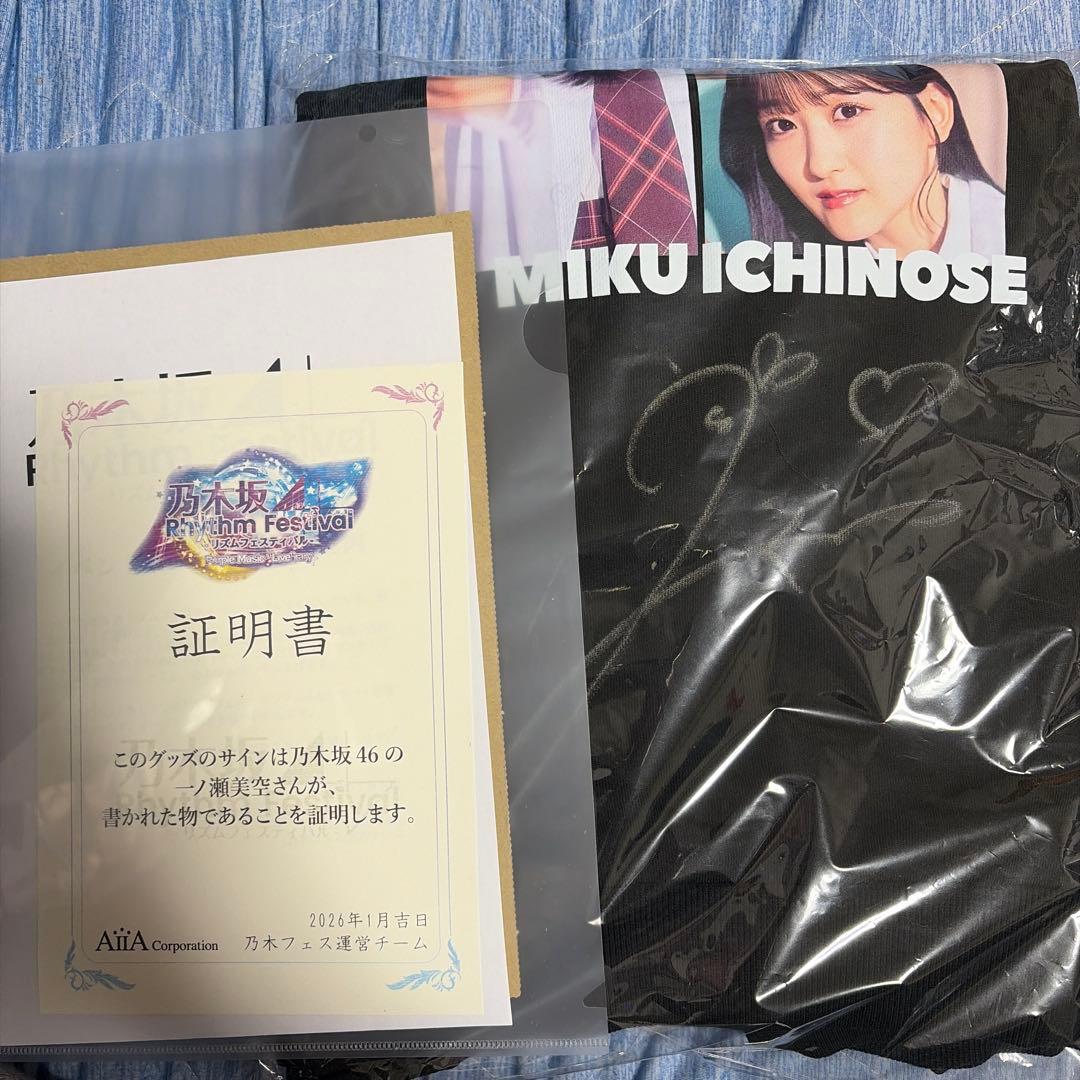 MIKU ICHINOSE
乃木坂46
Rhythm Festival
リズムフェスティバル
証明書
このグッズのサインは乃木坂46の
一ノ瀬美空さんが、
書かれた物であることを証明します。
2026年1月吉日
AiiA Corporation 乃木フェス運営チーム